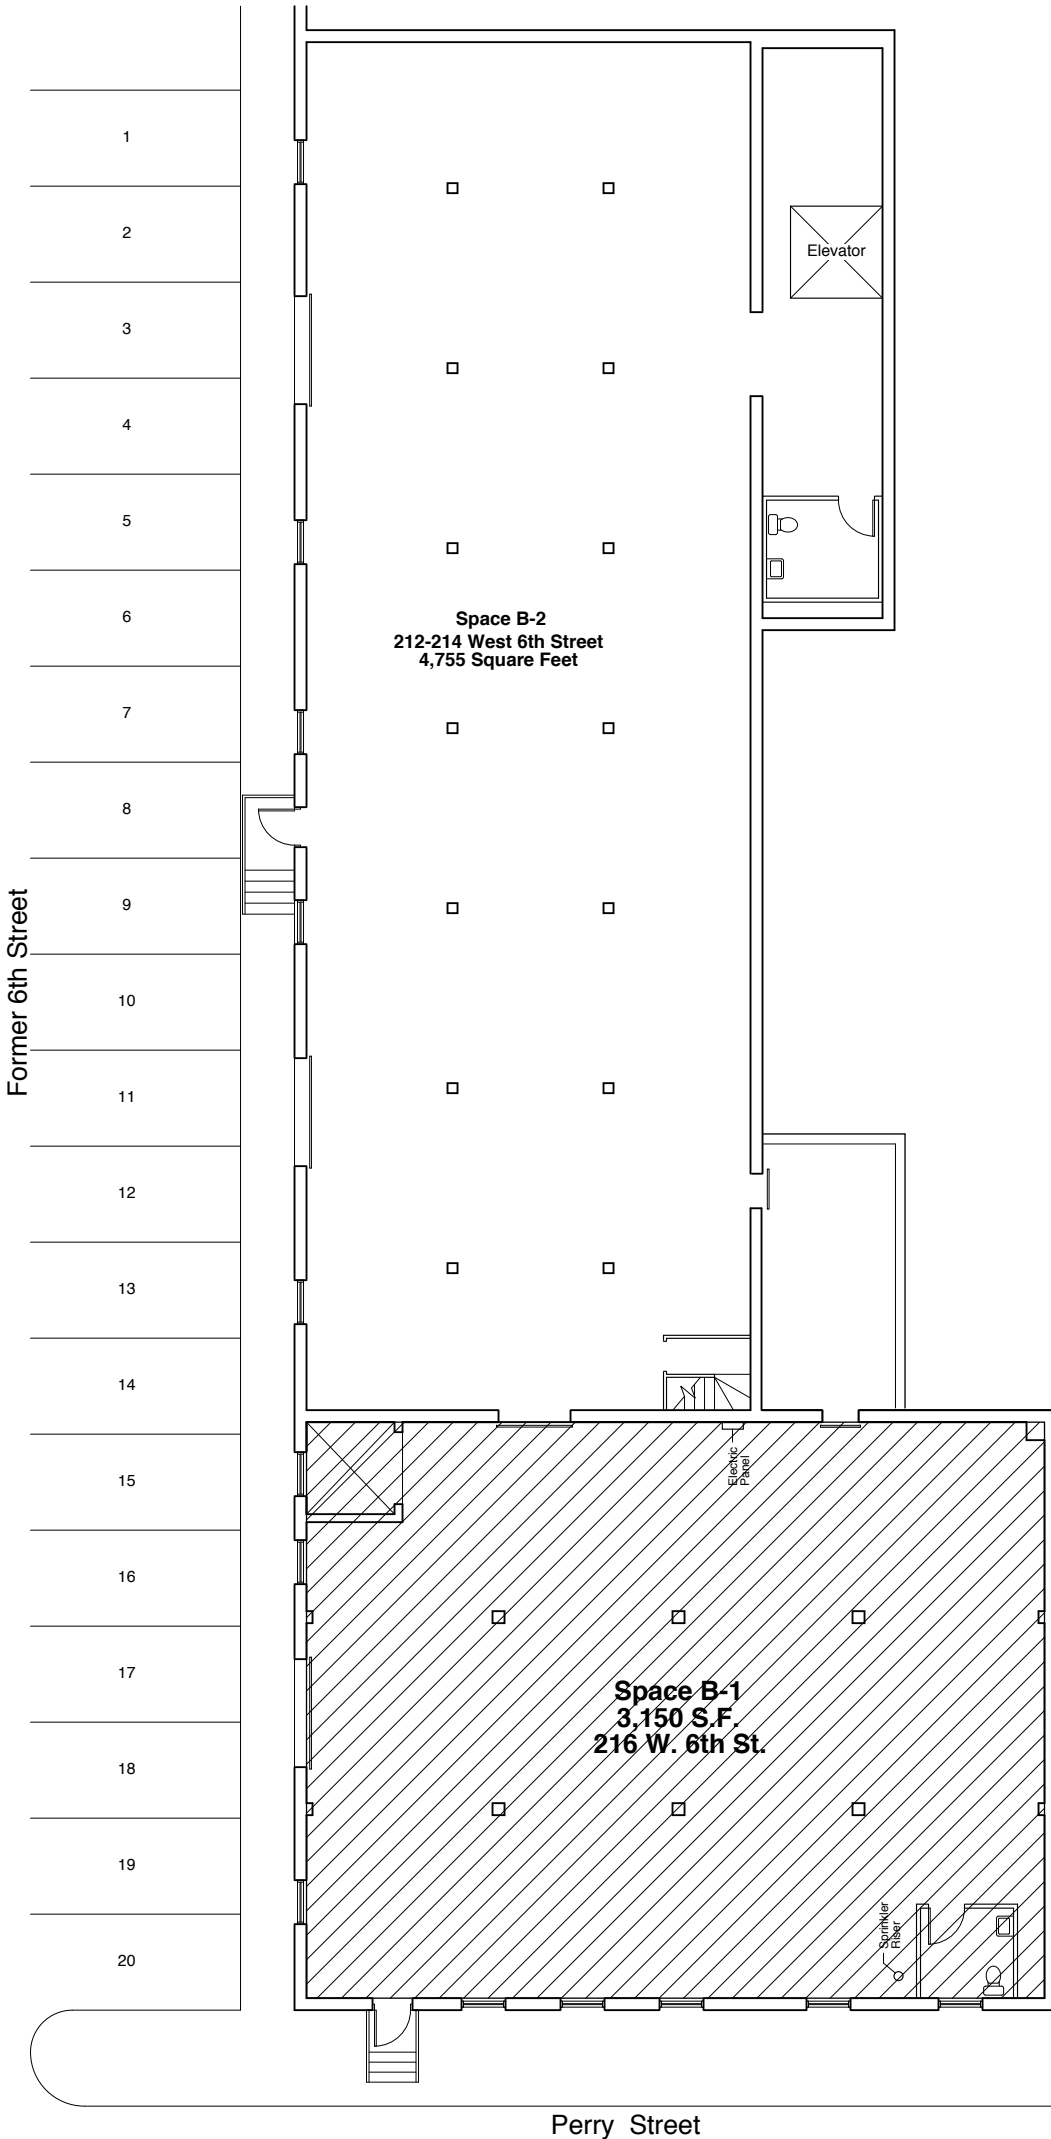 1
2
Elevator
3
4
5
6
Space B-2
212-214 West 6th Street
4,755 Square Feet
7
8
9
Former 6th Street
10
11
12
13
14
Electric
Panel
15
16
17
Space B-1
3,150 S.F.
216 W. 6th St.
18
19
Sprinkler
Riser
20
Perry Street